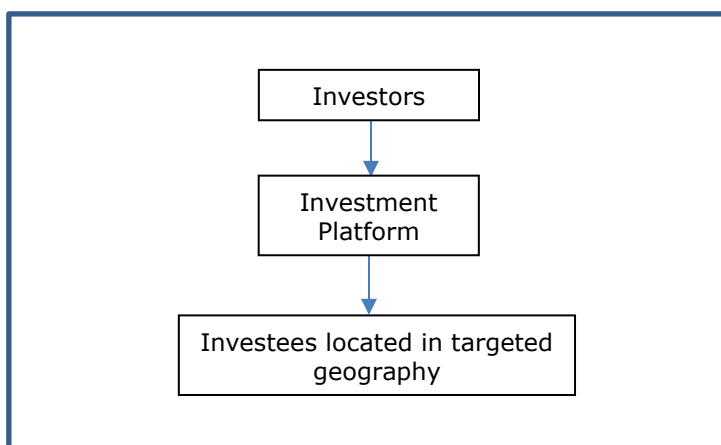 Investors
Investment
Platform
Investees located in targeted
geography